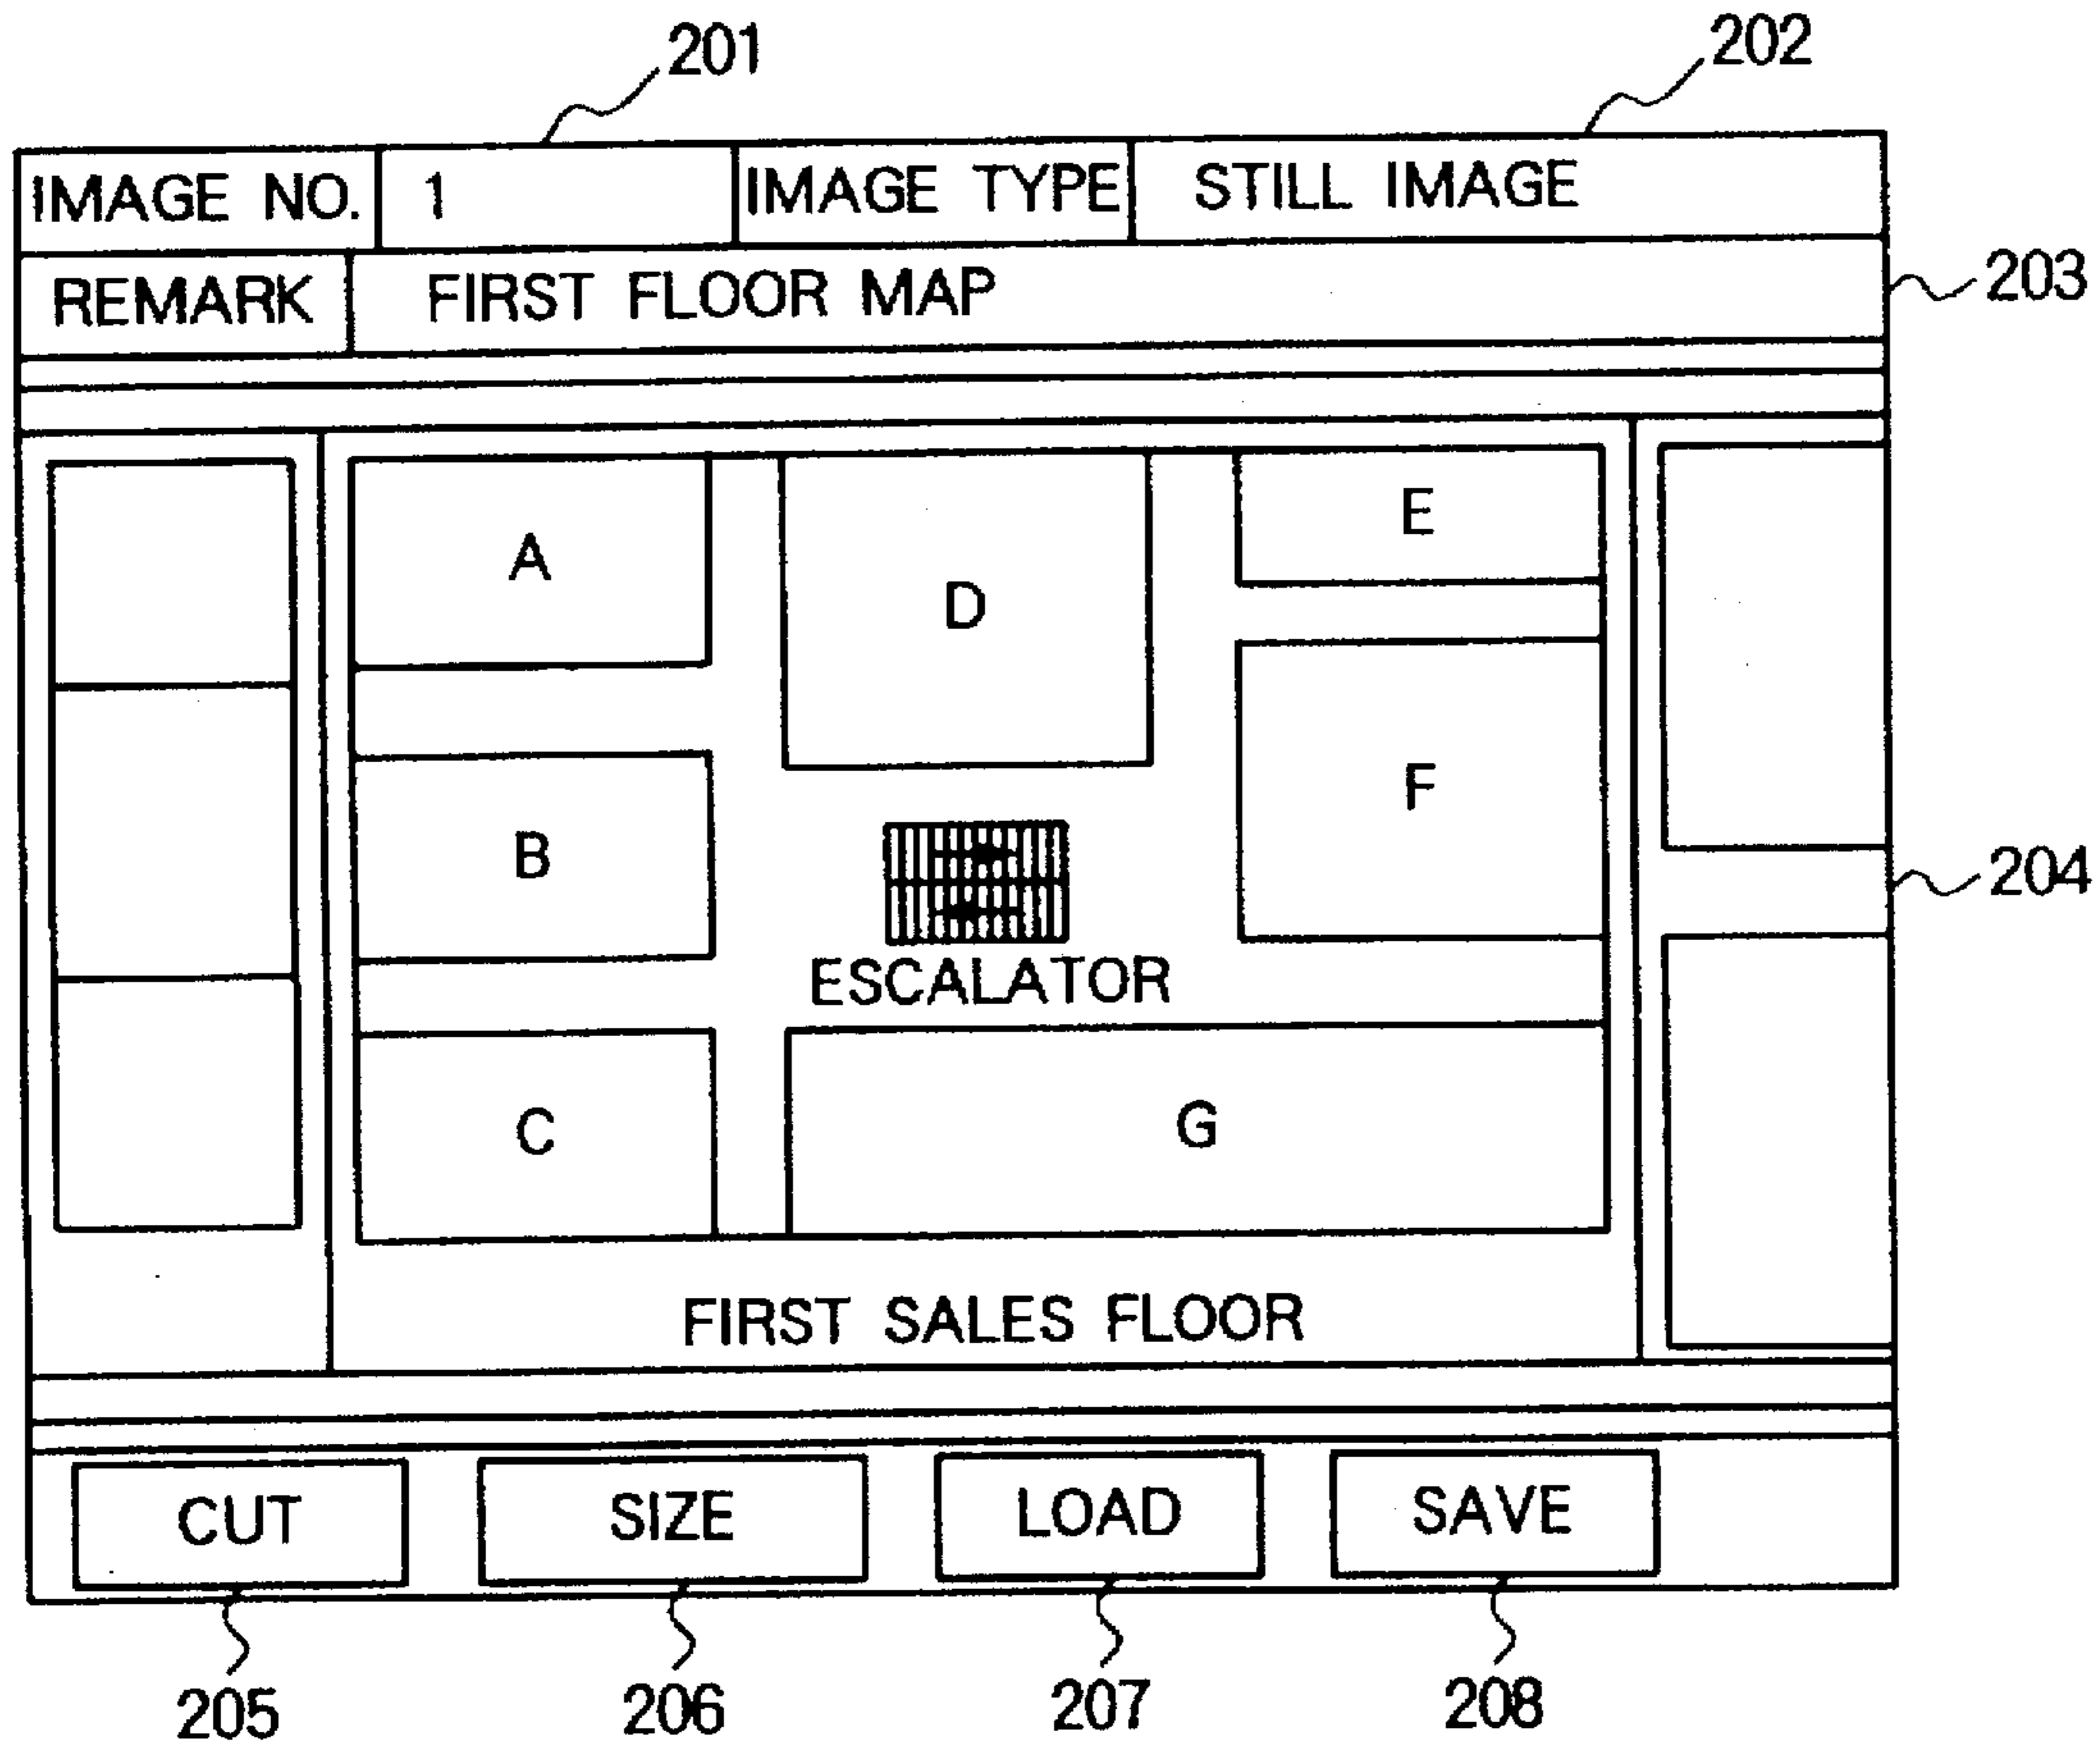 201 202
IMAGE NO. 1 IMAGE TYPE STILL IMAGE
REMARK FIRST FLOOR MAP 203
A D E
B F 204
ESCALATOR
C G
FIRST SALES FLOOR
CUT SIZE LOAD SAVE
205 206 207 208